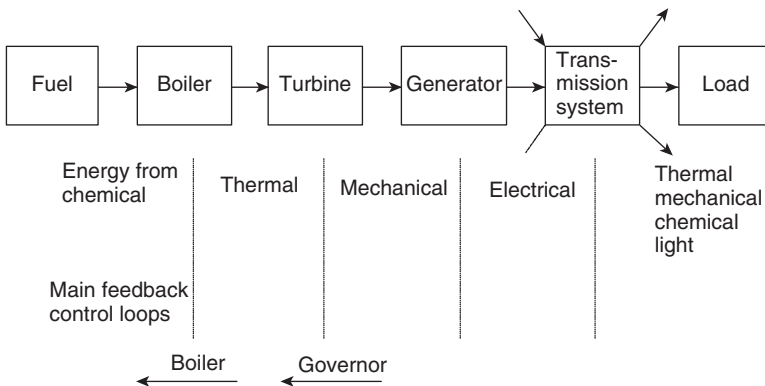 Fuel
Boiler
Turbine
Generator
Trans-
mission
system
Load
Energy from
chemical
Thermal
Mechanical
Electrical
Thermal
mechanical
chemical
light
Main feedback
control loops
Boiler
Governor